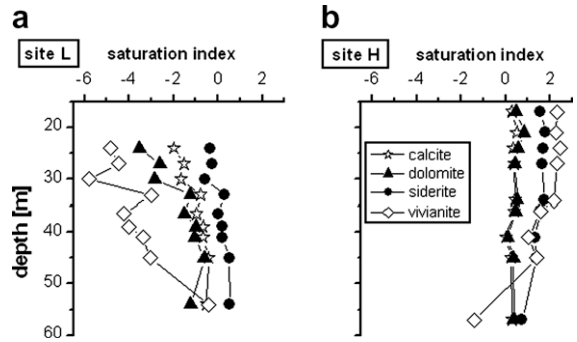 a
b
site L saturation index
site H saturation index
-6 -4 -2 0 2
-6 -4 -2 0 2
depth [m]
20
30
40
50
60
calcite
dolomite
siderite
vivianite